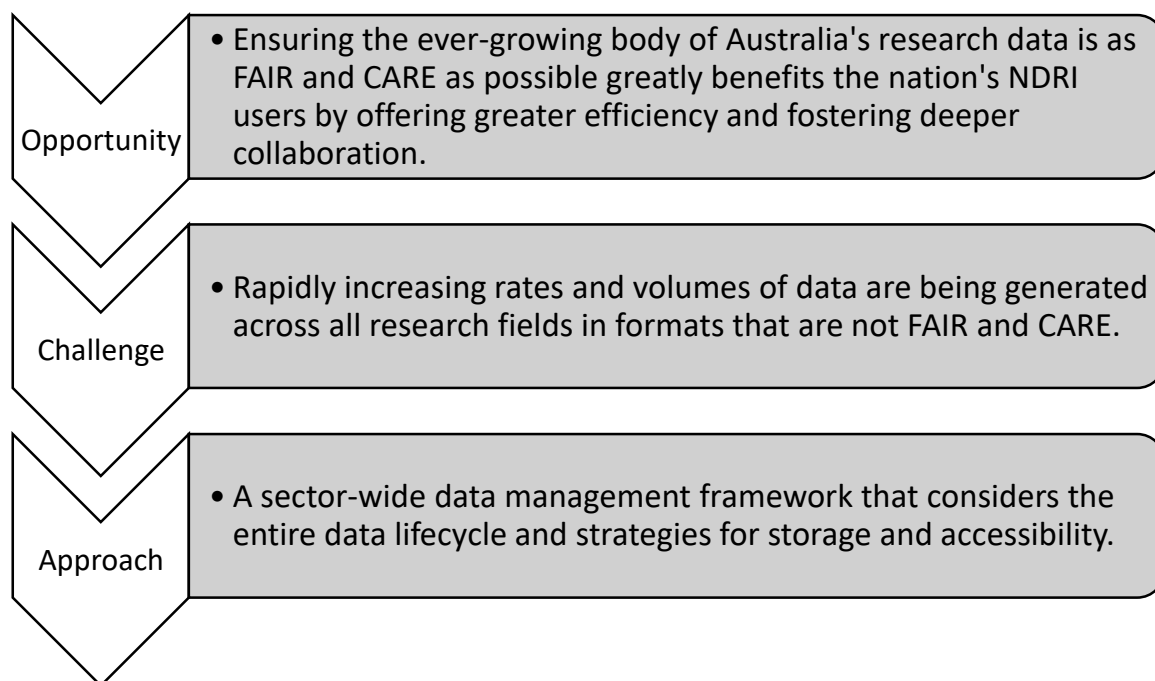 Opportunity
• Ensuring the ever-growing body of Australia's research data is as
FAIR and CARE as possible greatly benefits the nation's NDRI
users by offering greater efficiency and fostering deeper
collaboration.
Challenge
• Rapidly increasing rates and volumes of data are being generated
across all research fields in formats that are not FAIR and CARE.
Approach
• A sector-wide data management framework that considers the
entire data lifecycle and strategies for storage and accessibility.